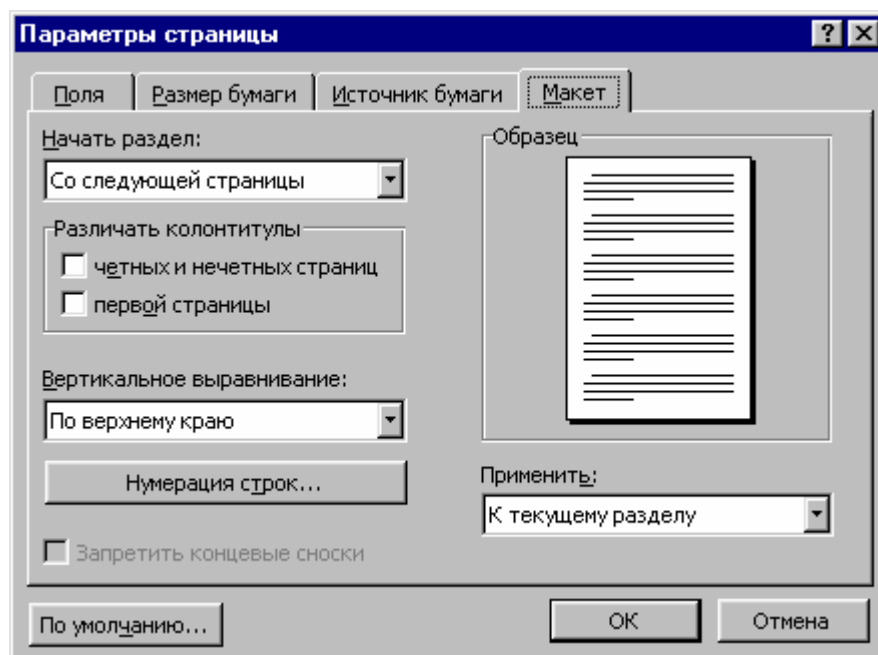 Параметры страницы
Поля
Размер бумаги
Источник бумаги
Макет
Начать раздел:
Со следующей страницы
Различать колонтитулы
четных и нечетных страниц
первой страницы
Вертикальное выравнивание:
По верхнему краю
Нумерация строк...
Запретить концевые сноски
Образец
Применить:
К текущему разделу
По умолчанию...
ОК
Отмена